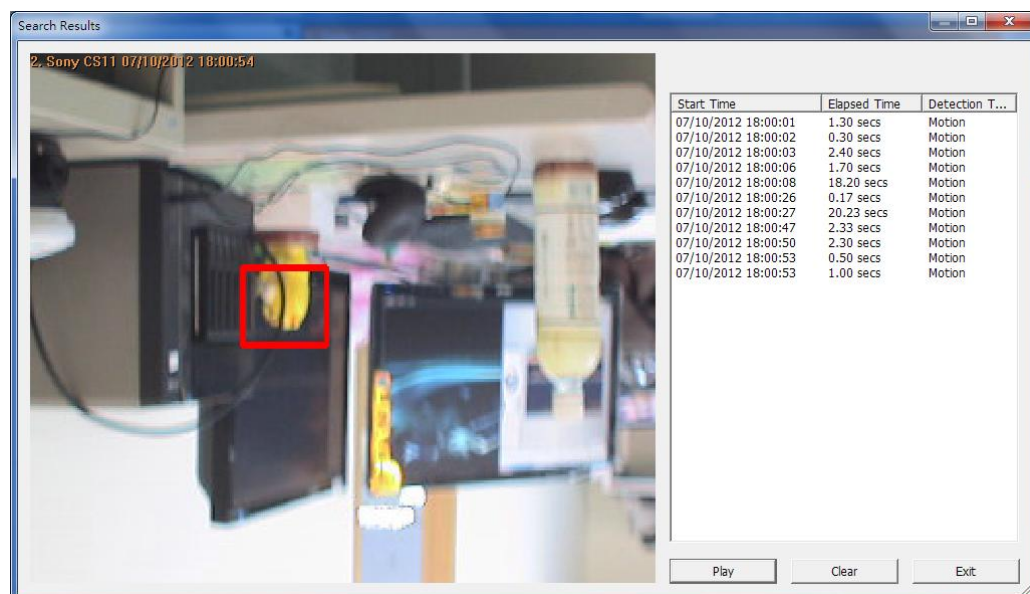 Search Results
2, Sony CS11 07/10/2012 18:00:54
Start Time Elapsed Time Detection T...
07/10/2012 18:00:01 1.30 secs Motion
07/10/2012 18:00:02 0.30 secs Motion
07/10/2012 18:00:03 2.40 secs Motion
07/10/2012 18:00:06 1.70 secs Motion
07/10/2012 18:00:08 18.20 secs Motion
07/10/2012 18:00:26 0.17 secs Motion
07/10/2012 18:00:27 20.23 secs Motion
07/10/2012 18:00:47 2.33 secs Motion
07/10/2012 18:00:50 2.30 secs Motion
07/10/2012 18:00:53 0.50 secs Motion
07/10/2012 18:00:53 1.00 secs Motion
Play Clear Exit